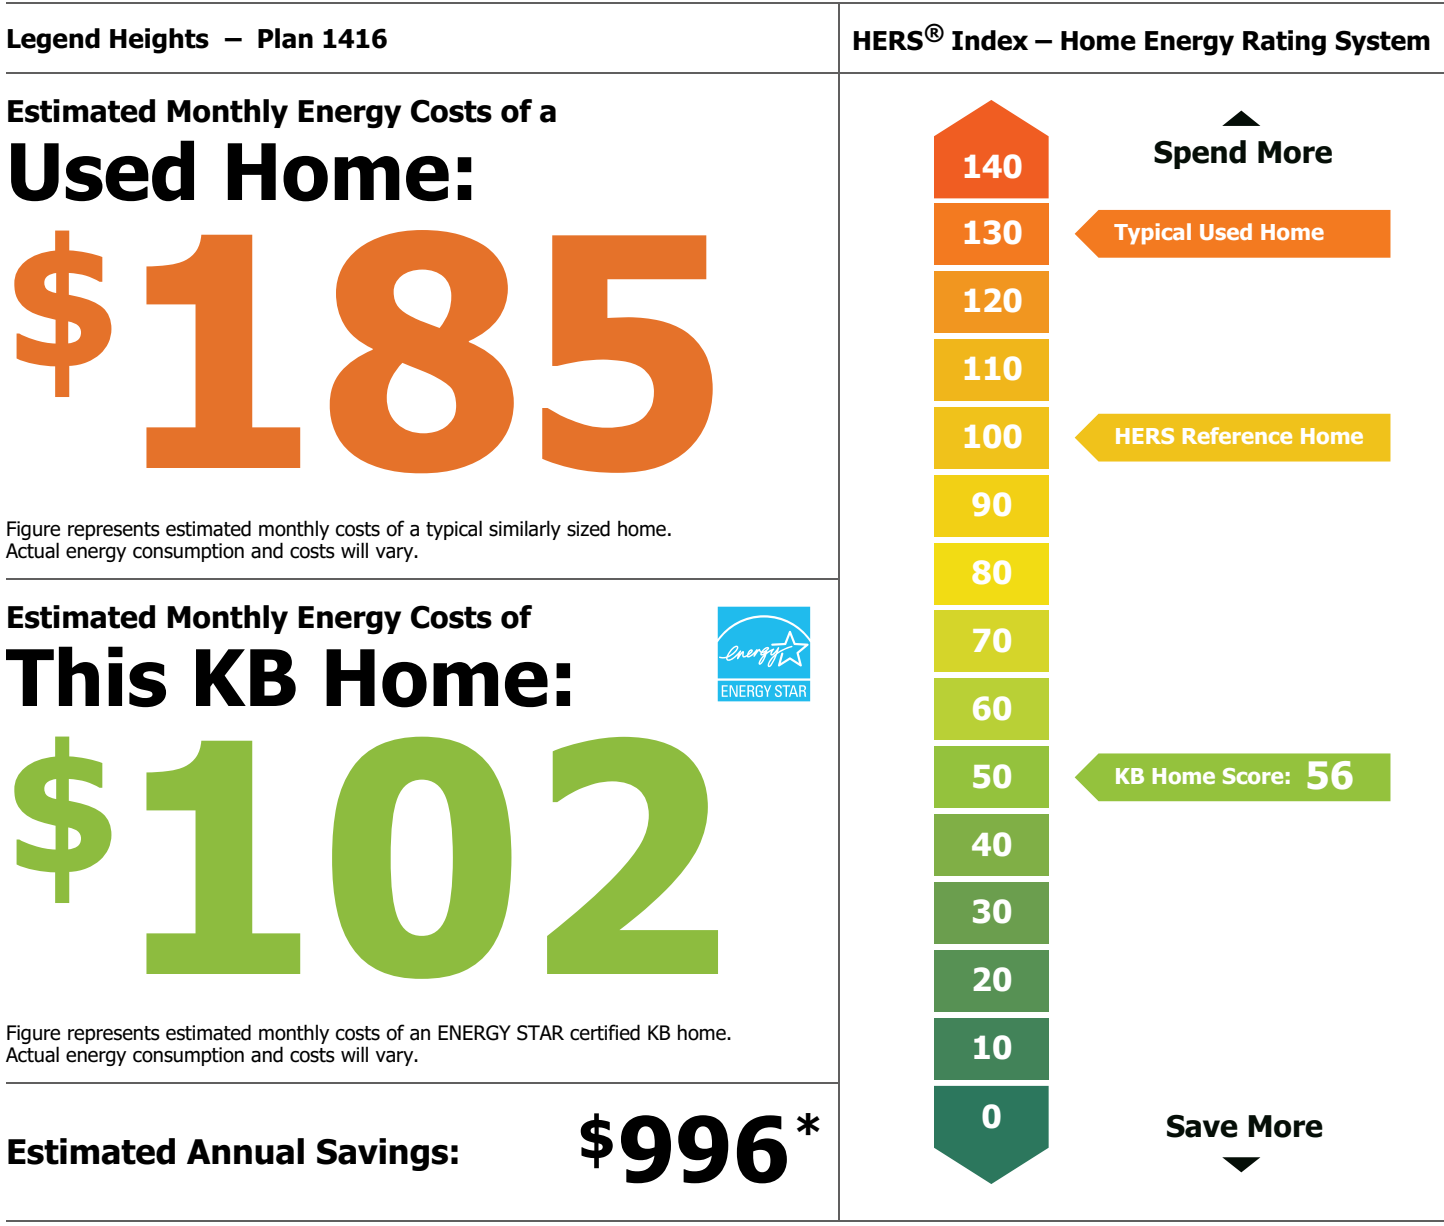 Legend Heights – Plan 1416
Estimated Monthly Energy Costs of a
Used Home:
$185
Figure represents estimated monthly costs of a typical similarly sized home.
Actual energy consumption and costs will vary.
Estimated Monthly Energy Costs of
This KB Home:
energy
ENERGY STAR
$102
Figure represents estimated monthly costs of an ENERGY STAR certified KB home.
Actual energy consumption and costs will vary.
Estimated Annual Savings: $996*
HERS® Index – Home Energy Rating System
Spend More
140
130 Typical Used Home
120
110
100 HERS Reference Home
90
80
70
60
50 KB Home Score: 56
40
30
20
10
0
Save More